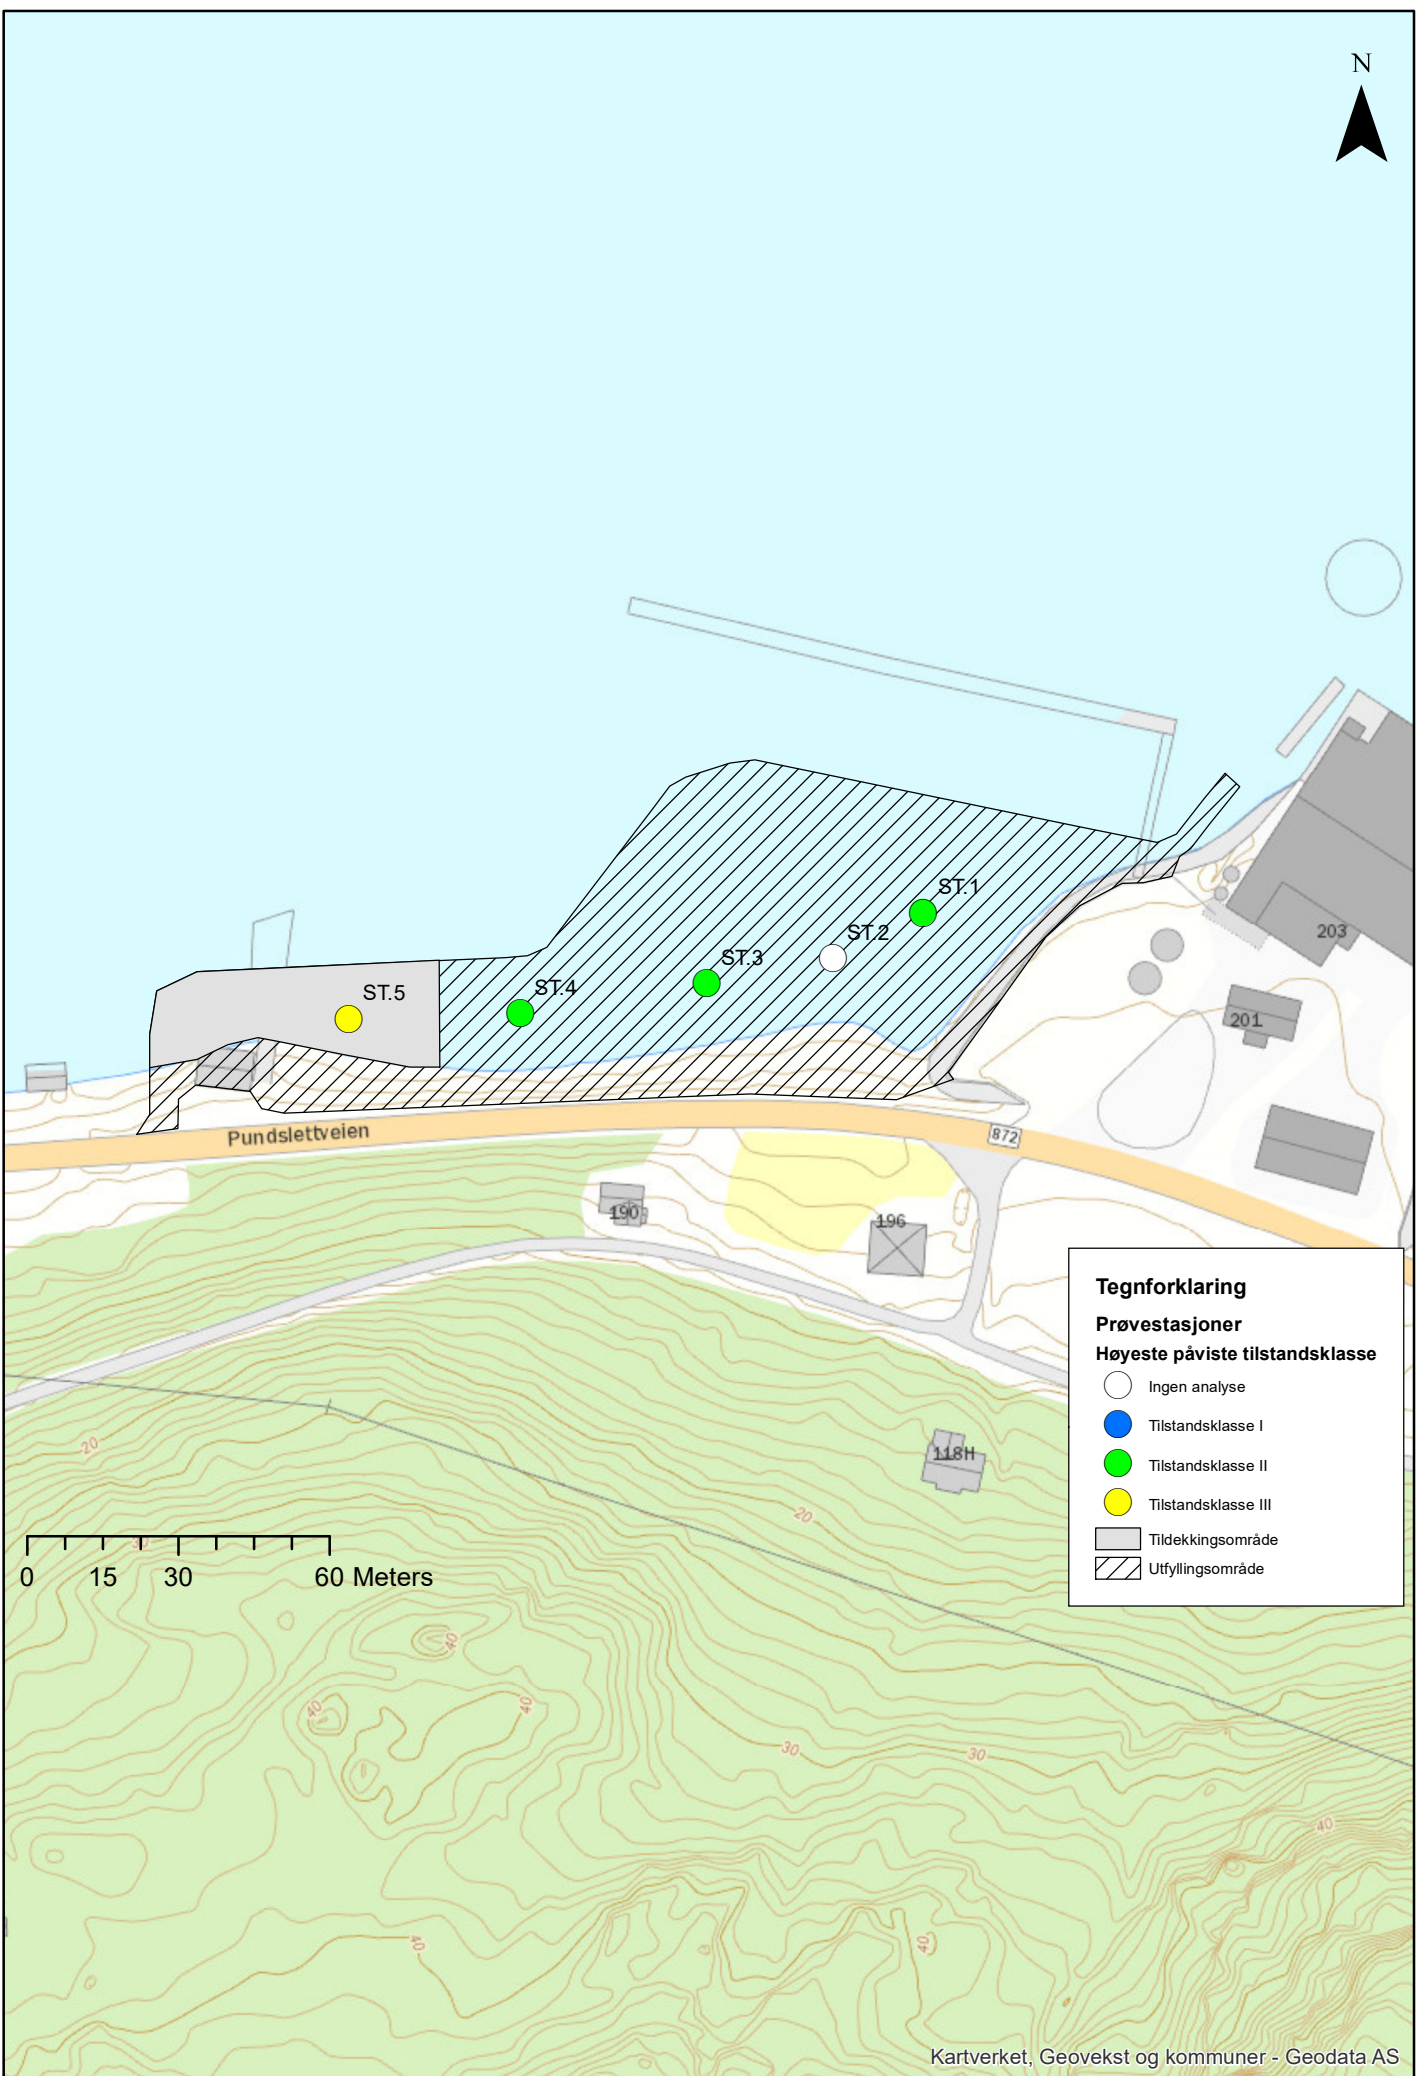 N
ST.1
ST.2
203
ST.3
ST.5
ST.4
201
Pundslettveien
872
190
196
Tegnforklaring
Prøvestasjoner
Høyeste påviste tilstandsklasse
Ingen analyse
Tilstandsklasse I
Tilstandsklasse II
Tilstandsklasse III
Tildekkingsområde
Utfyllingsområde
20
118H
20
30
0 15 30 60 Meters
40
40
40
30
30
40
40
40
Kartverket, Geovekst og kommuner - Geodata AS